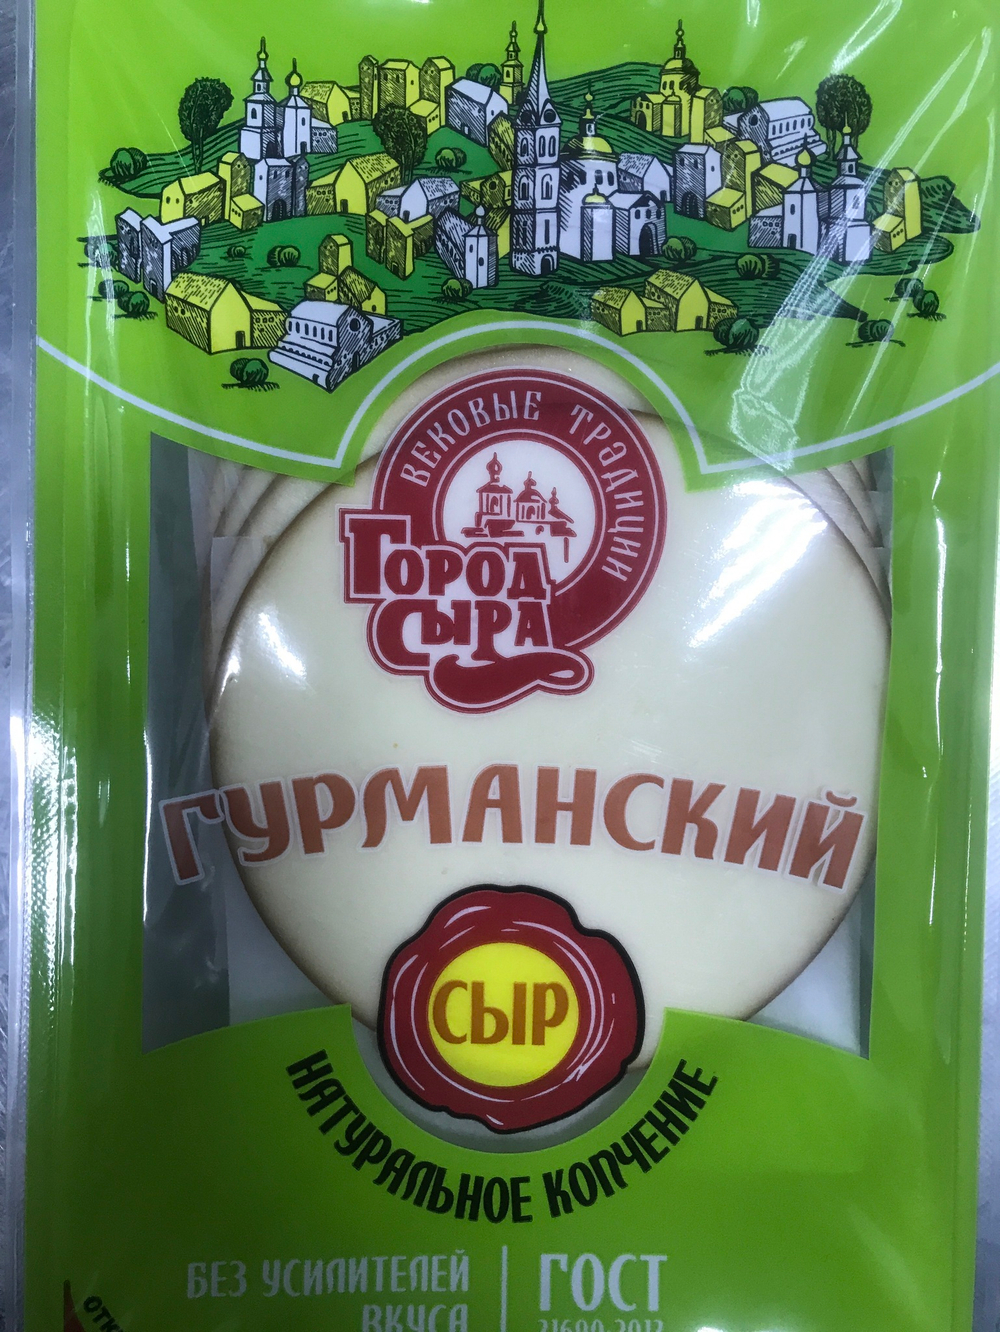 ВЕКОВЫЕ ТРАДИЦИИ
ГОРОД
СЫРА
ГУРМАНСКИЙ
СЫР
НАТУРАЛЬНОЕ КОПЧЕНИЕ
БЕЗ УСИЛИТЕЛЕЙ
ВКУСА
ГОСТ